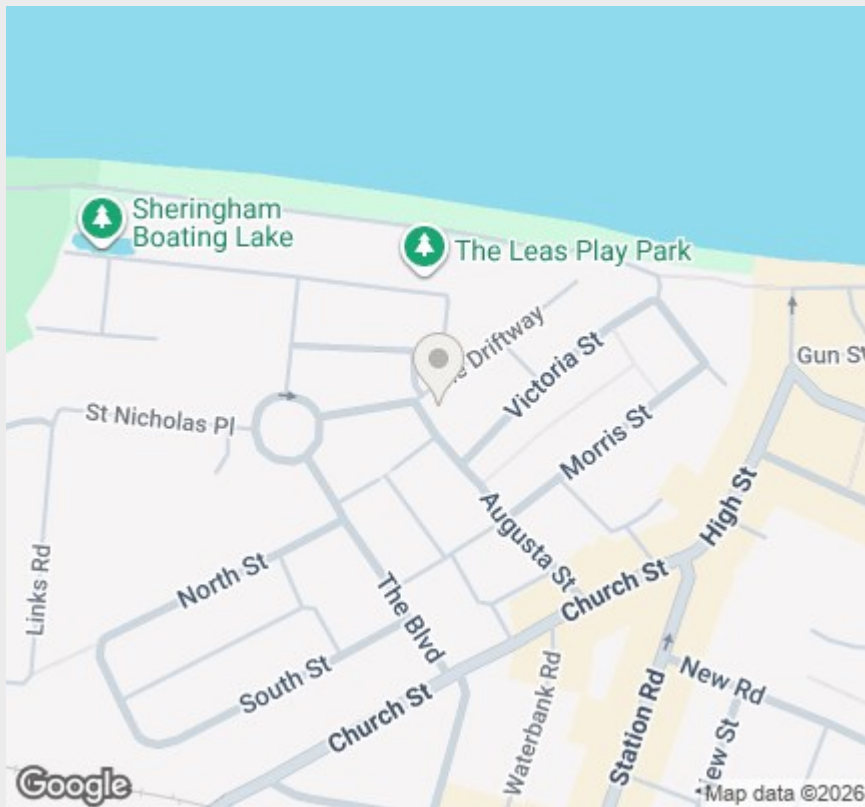 Sheringham
Boating Lake
The Leas Play Park
Driftway
Victoria St
Gun
St Nicholas Pl
Morris St
Augusta St
High St
Links Rd
North St
The Blvd
Church St
South St
Church St
Waterbank Rd
Station Rd
New Rd
St
Google
Map data ©2026